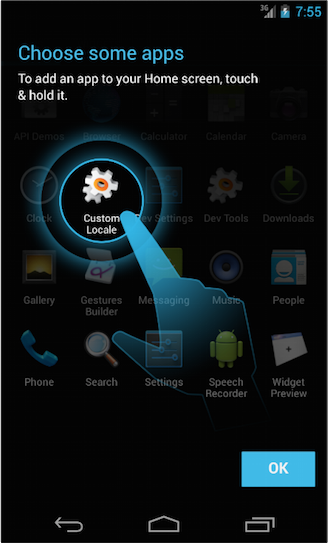 3G 7:55
Choose some apps
To add an app to your Home screen, touch
& hold it.
API Demos Browser Calculator Calendar Camera
Clock Custom Locale Dev Settings Dev Tools Downloads
Gallery Gestures Builder Messaging Music People
Phone Search Settings Speech Recorder Widget Preview
OK